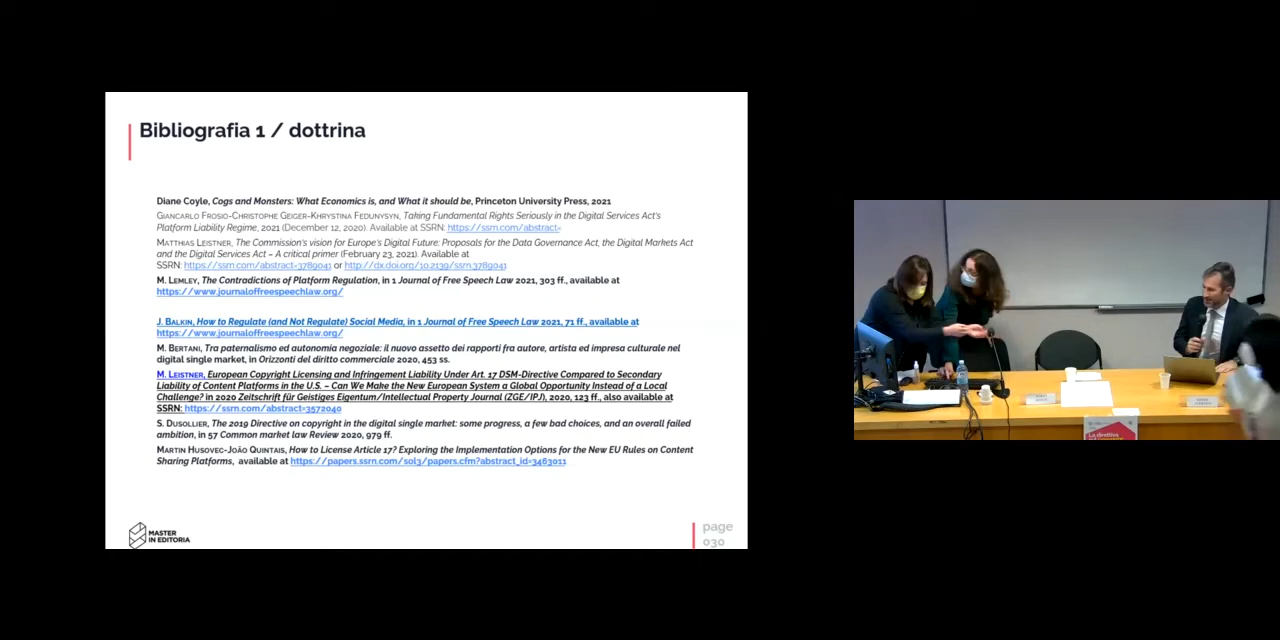 Bibliografia 1 / dottrina
Diane Coyle, Cogs and Monsters: What Economics is, and What it should be, Princeton University Press, 2021
Giancarlo Frosio-Christophe Geiger-Khrystina Fedunysyn, Taking Fundamental Rights Seriously in the Digital Services Act's
Platform Liability Regime, 2021 (December 12, 2020). Available at SSRN: https://ssrn.com/abstract=
Matthias Leistner, The Commission's vision for Europe's Digital Future: Proposals for the Data Governance Act, the Digital Markets Act
and the Digital Services Act – A critical primer (February 23, 2021). Available at
SSRN: https://ssrn.com/abstract=3789041 or http://dx.doi.org/10.2139/ssrn.3789041
M. Lemley, The Contradictions of Platform Regulation, in 1 Journal of Free Speech Law 2021, 303 ff., available at
https://www.journaloffreespeechlaw.org/
J. Balkin, How to Regulate (and Not Regulate) Social Media, in 1 Journal of Free Speech Law 2021, 71 ff., available at
https://www.journaloffreespeechlaw.org/
M. Bertani, Tra paternalismo ed autonomia negoziale: il nuovo assetto dei rapporti fra autore, artista ed impresa culturale nel
digital single market, in Orizzonti del diritto commerciale 2020, 453 ss.
M. Leistner, European Copyright Licensing and Infringement Liability Under Art. 17 DSM-Directive Compared to Secondary
Liability of Content Platforms in the U.S. – Can We Make the New European System a Global Opportunity Instead of a Local
Challenge? in 2020 Zeitschrift für Geistiges Eigentum/Intellectual Property Journal (ZGE/IPJ), 2020, 123 ff., also available at
SSRN: https://ssrn.com/abstract=3572040
S. Dusollier, The 2019 Directive on copyright in the digital single market: some progress, a few bad choices, and an overall failed
ambition, in 57 Common market law Review 2020, 979 ff.
Martin Husovec-João Quintais, How to License Article 17? Exploring the Implementation Options for the New EU Rules on Content
Sharing Platforms, available at https://papers.ssrn.com/sol3/papers.cfm?abstract_id=3463011
MASTER
IN EDITORIA
page
030
La direttiva